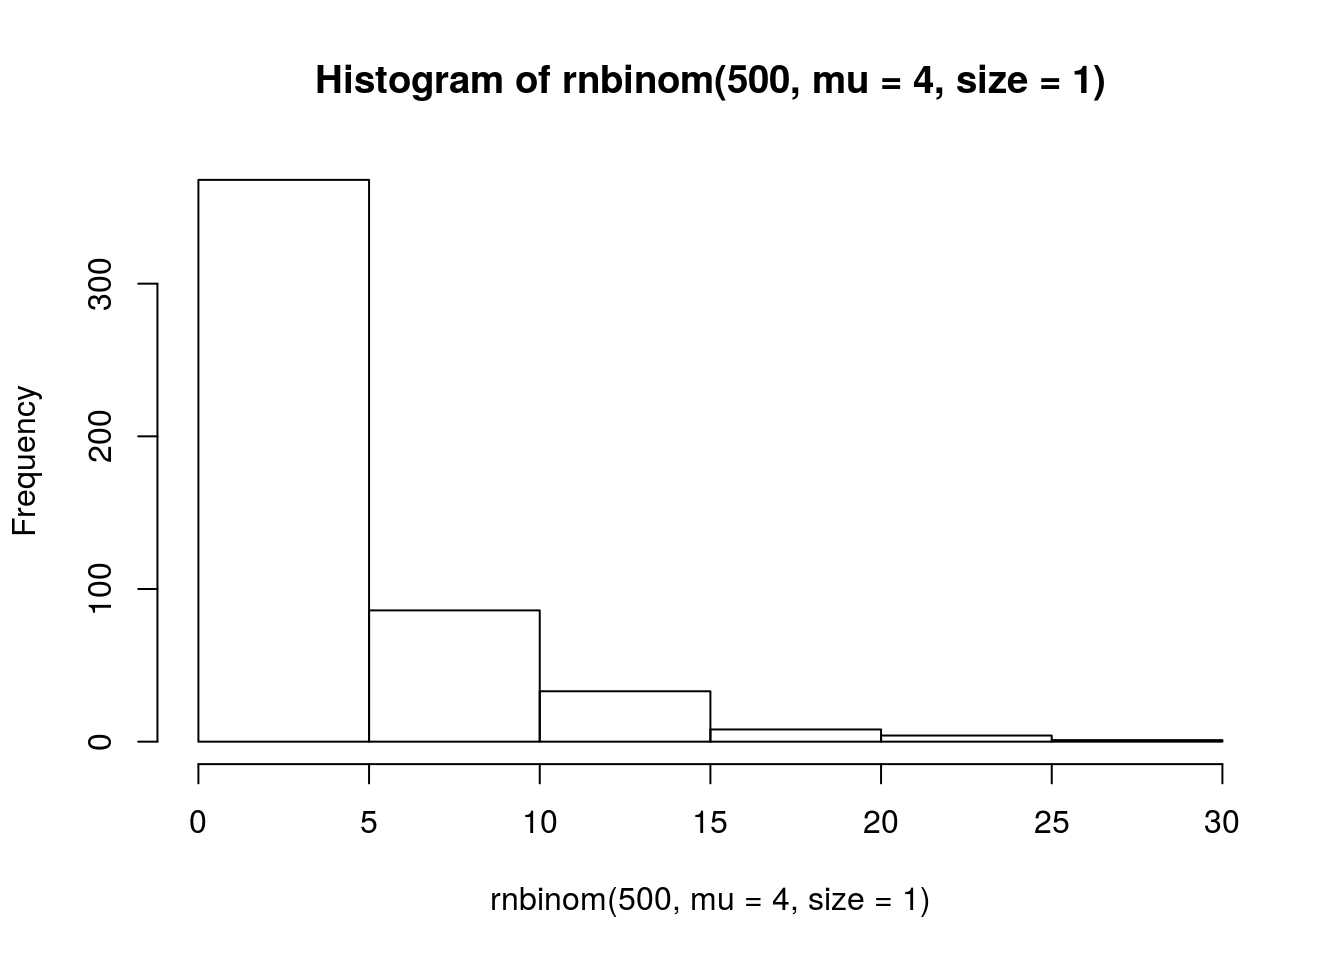 Histogram of rnbinom(500, mu = 4, size = 1)
Frequency
300
200
100
0
0 5 10 15 20 25 30
rnbinom(500, mu = 4, size = 1)